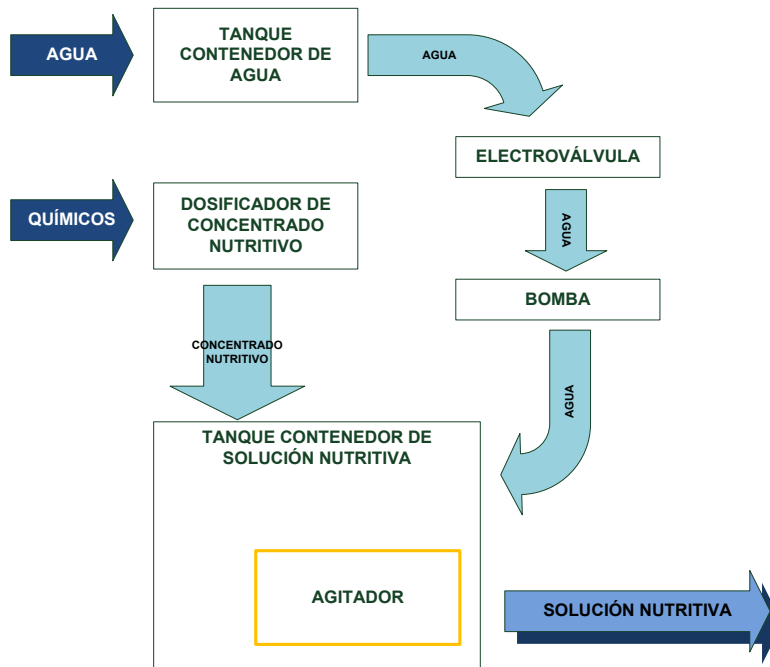 AGUA
TANQUE
CONTENEDOR DE
AGUA
AGUA
ELECTROVÁLVULA
AGUA
BOMBA
AGUA
QUÍMICOS
DOSIFICADOR DE
CONCENTRADO
NUTRITIVO
CONCENTRADO
NUTRITIVO
TANQUE CONTENEDOR DE
SOLUCIÓN NUTRITIVA
AGITADOR
SOLUCIÓN NUTRITIVA